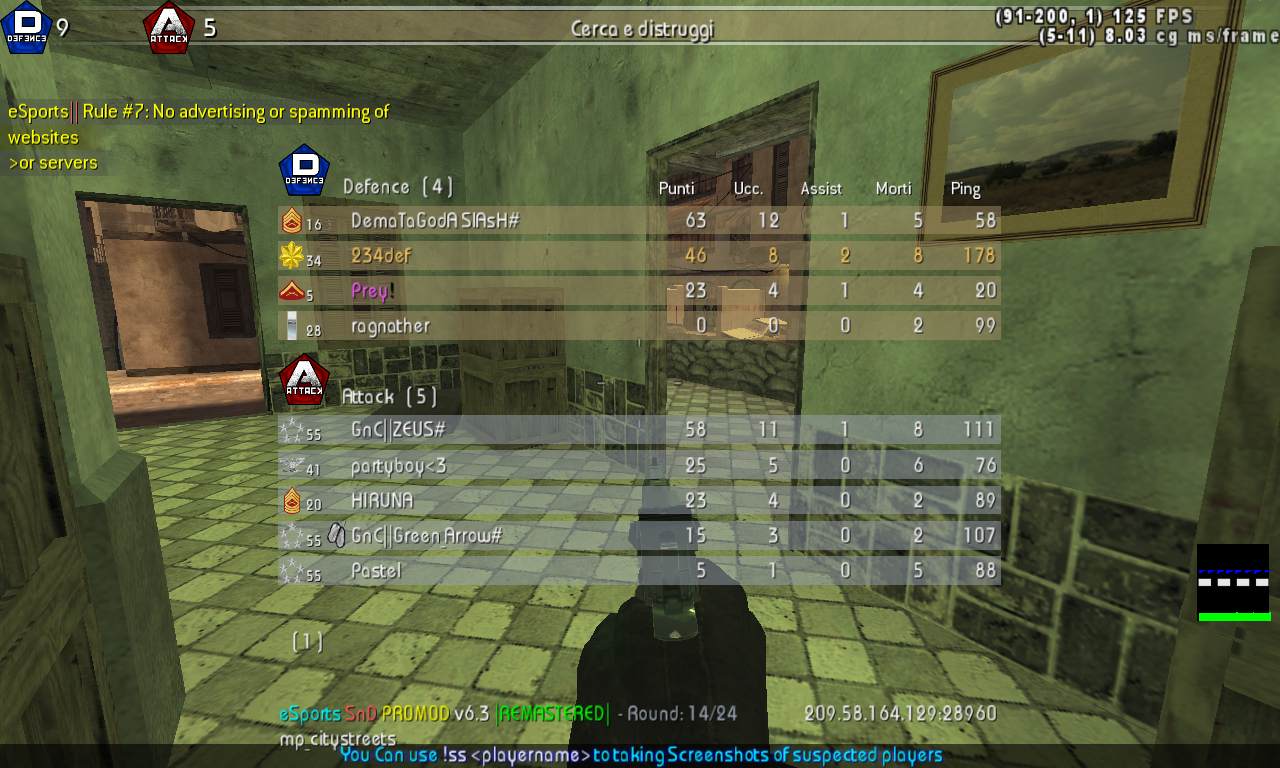 D DEFENCE 9 A ATTACK 5 Cerca e distruggi (91-200, 1) 125 FPS
(5-11) 8.03 cg ms/frame
eSports|| Rule #7: No advertising or spamming of
websites
>or servers
D DEFENCE Defence (4) Punti Ucc. Assist Morti Ping
16 DemaTaGodA SlAsH# 63 12 1 5 58
34 234def 46 8 2 8 178
5 Prey! 23 4 1 4 20
28 ragnather 0 0 0 2 99
A ATTACK Attack (5)
55 GnC||ZEUS# 58 11 1 8 111
41 partyboy<3 25 5 0 6 76
20 HIRUNA 23 4 0 2 89
55 GnC||Green_Arrow# 15 3 0 2 107
55 Pastel 5 1 0 5 88
(1)
eSports SnD PROMOD v6.3 |REMASTERED| - Round: 14/24 209.58.164.129:28960
mp_citystreets
You Can use !ss <playername> to taking Screenshots of suspected players